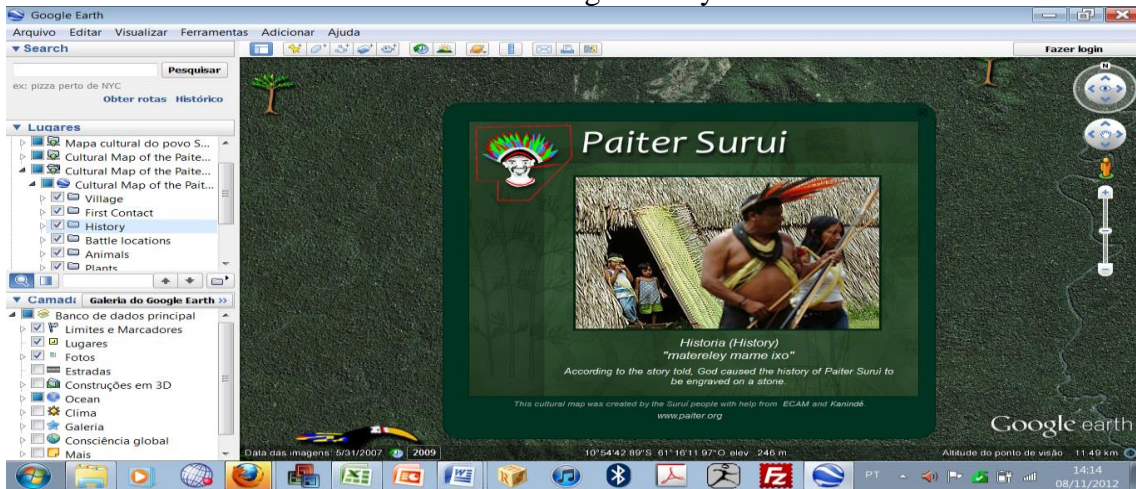 Google Earth
Arquivo Editar Visualizar Ferramentas Adicionar Ajuda
Search
Fazer login
Pesquisar
ex: pizza perto de NYC
Obter rotas Histórico
Lugares
Mapa cultural do povo S...
Cultural Map of the Paite...
Cultural Map of the Paite...
Cultural Map of the Pait...
Village
First Contact
History
Battle locations
Animals
Plants
Camada
Galeria do Google Earth >>
Banco de dados principal
Limites e Marcadores
Lugares
Fotos
Estradas
Construções em 3D
Ocean
Clima
Galeria
Consciência global
Mais
N
Paiter Surui
Historia (History)
"matereley mame ixo"
According to the story told, God caused the history of Paiter Suruí to
be engraved on a stone.
This cultural map was created by the Suruí people with help from ECAM and Kanindé.
www.paiter.org
Google earth
Data das imagens: 5/31/2007 2009 10°54'42.89"S 61°16'11.97"O elev 246 m Altitude do ponto de visão 11.49 km
PT
14:14
08/11/2012